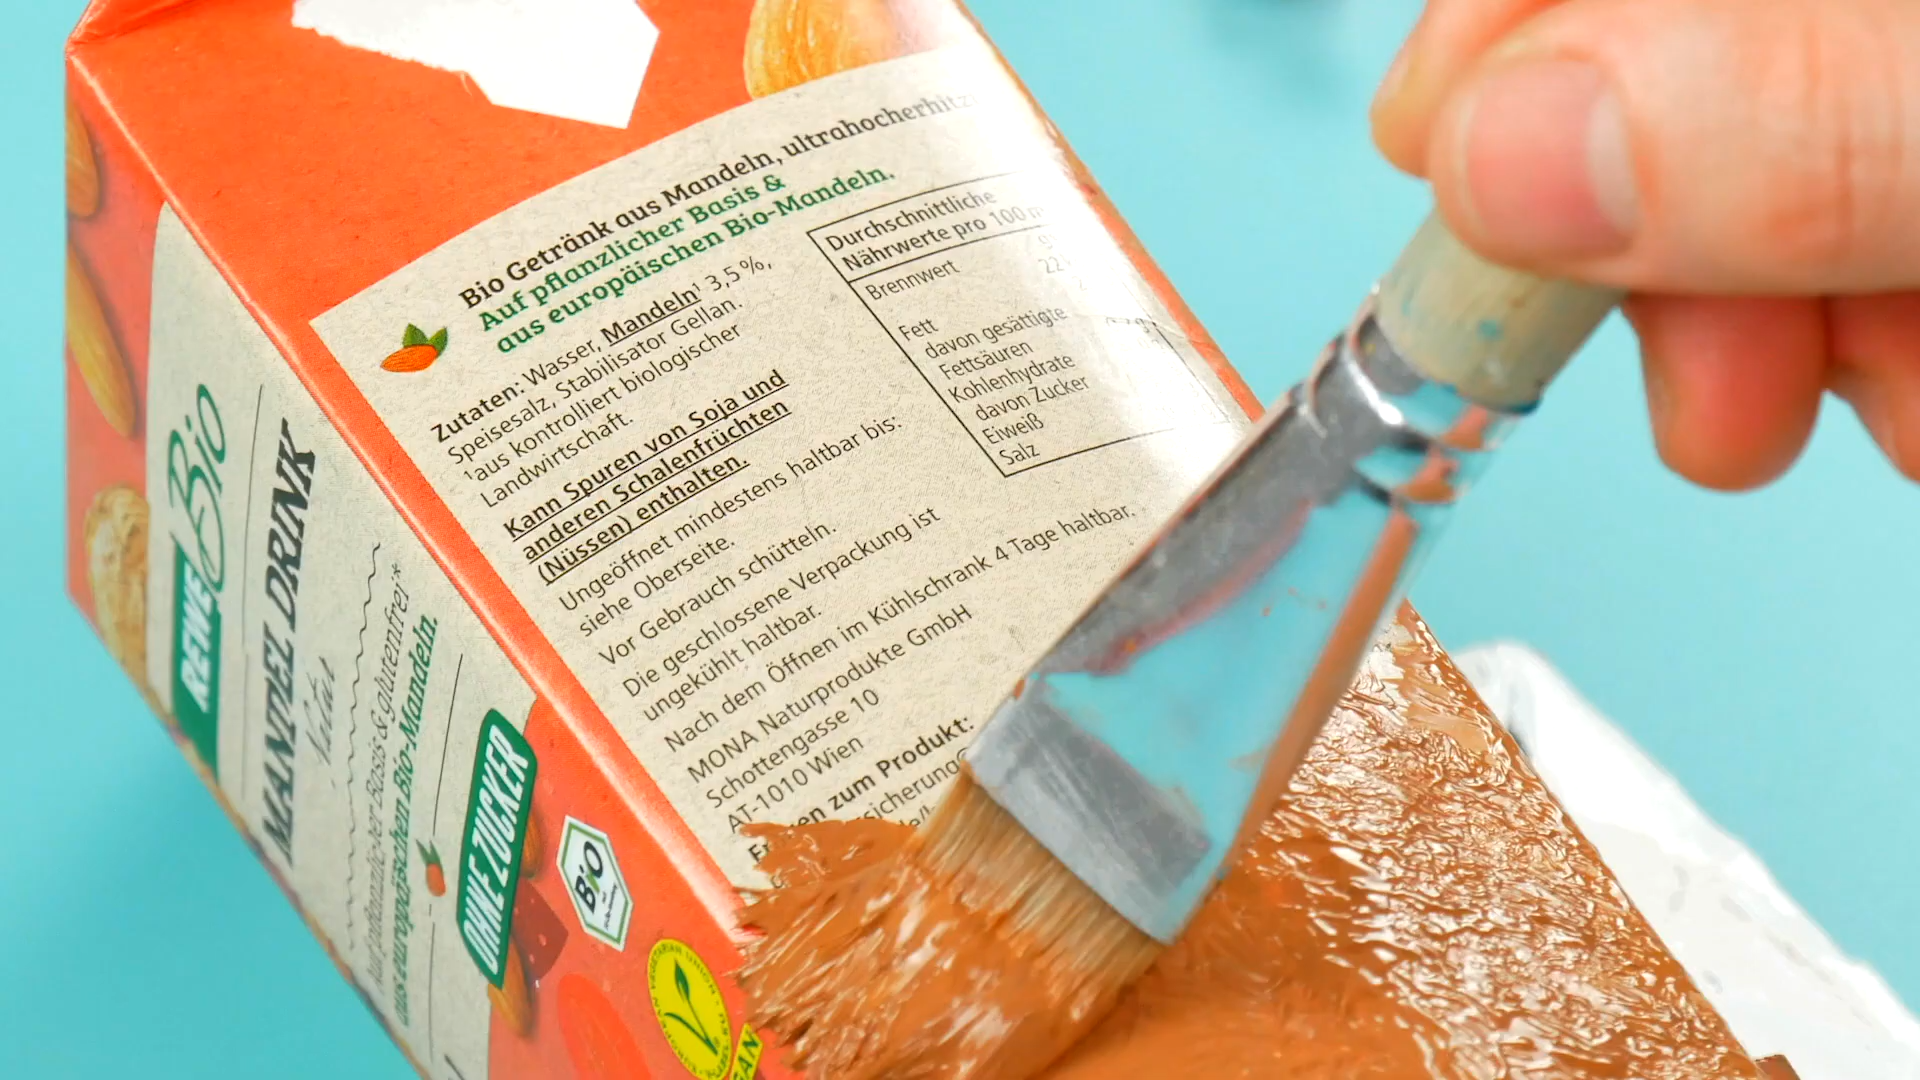 Bio Getränk aus Mandeln,
Auf pflanzlicher Basis &
aus europäischen Bio-Mandeln.
Zutaten: Wasser, Mandeln¹ 3,5 %,
Speisesalz, Stabilisator Gellan.
¹aus kontrolliert biologischer
Landwirtschaft.
Kann Spuren von Soja und
anderen Schalenfrüchten
(Nüssen) enthalten.
Ungeöffnet mindestens haltbar bis:
siehe Oberseite.
Vor Gebrauch schütteln.
Die geschlossene Verpackung ist
ungekühlt haltbar.
Nach dem Öffnen im Kühlschrank 4 Tage haltbar.
MONA Naturprodukte GmbH
Schottengasse 10
AT-1010 Wien
zum Produkt:
Durchschnittliche
Nährwerte pro 100
Brennwert
Fett
davon gesättigte
Fettsäuren
Kohlenhydrate
davon Zucker
Eiweiß
Salz
REWE Bio
MANDEL DRINK
Natur
Auf pflanzlicher Basis & glutenfrei*
aus europäischen Bio-Mandeln.
OHNE ZUCKER
BiO